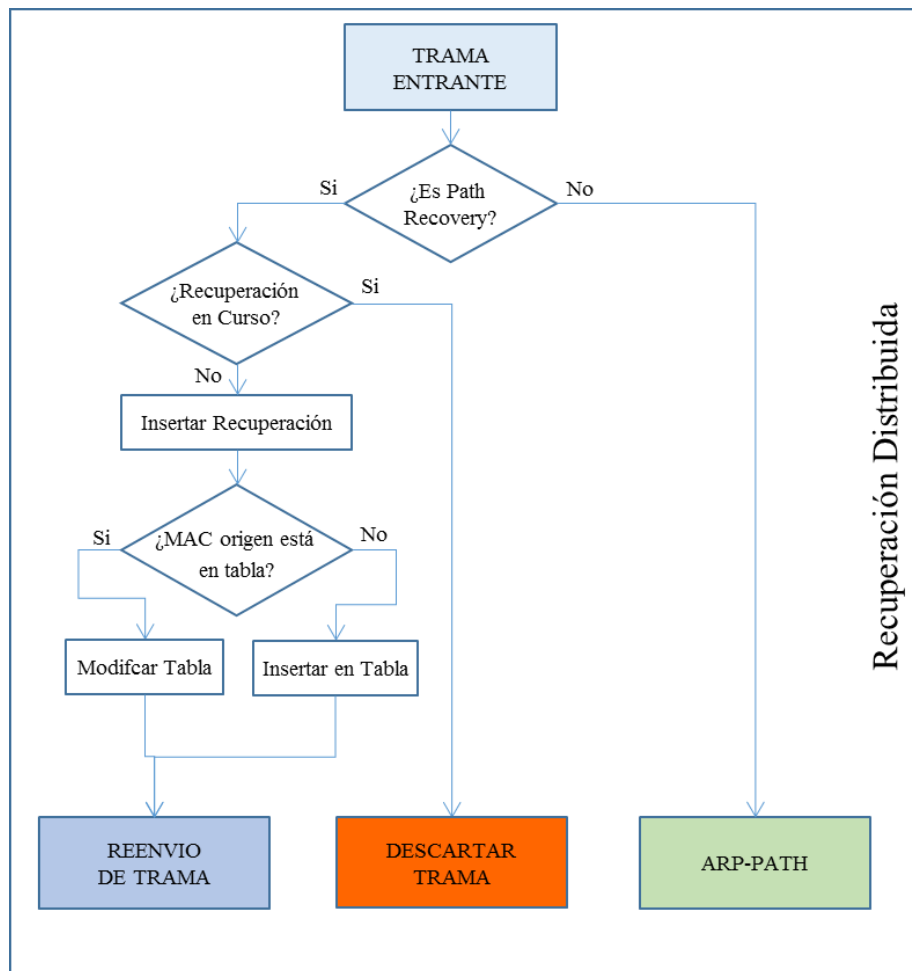 TRAMA
ENTRANTE
¿Es Path
Recovery?
Si
No
¿Recuperación
en Curso?
Si
No
Insertar Recuperación
¿MAC origen está
en tabla?
Si
No
Modifcar Tabla
Insertar en Tabla
REENVIO
DE TRAMA
DESCARTAR
TRAMA
ARP-PATH
Recuperación Distribuida